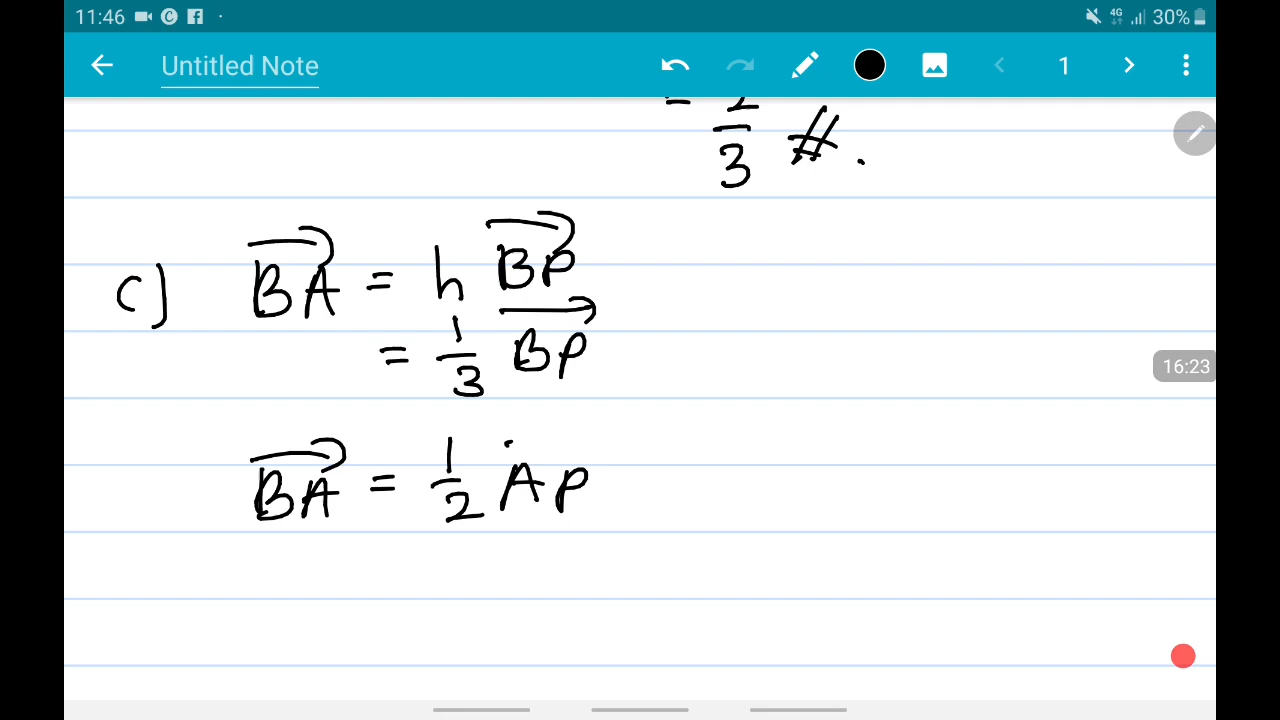 11:46 4G 30%
Untitled Note 1
= 2/3 #.
c) BA = h BP
= 1/3 BP
16:23
BA = 1/2 AP